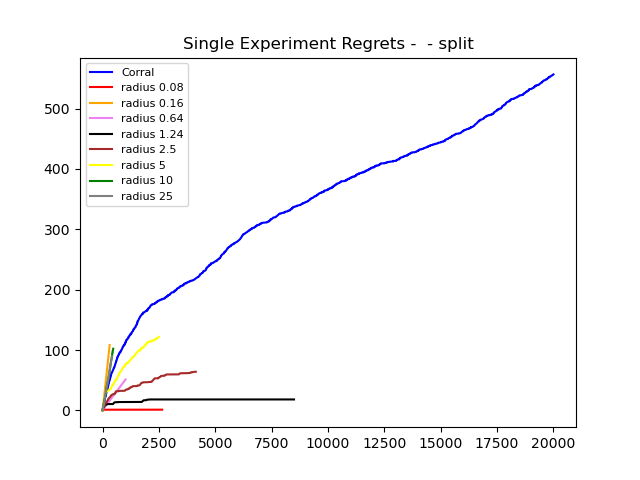 Single Experiment Regrets -  - split
Corral
radius 0.08
radius 0.16
radius 0.64
radius 1.24
radius 2.5
radius 5
radius 10
radius 25
500
400
300
200
100
0
0 2500 5000 7500 10000 12500 15000 17500 20000